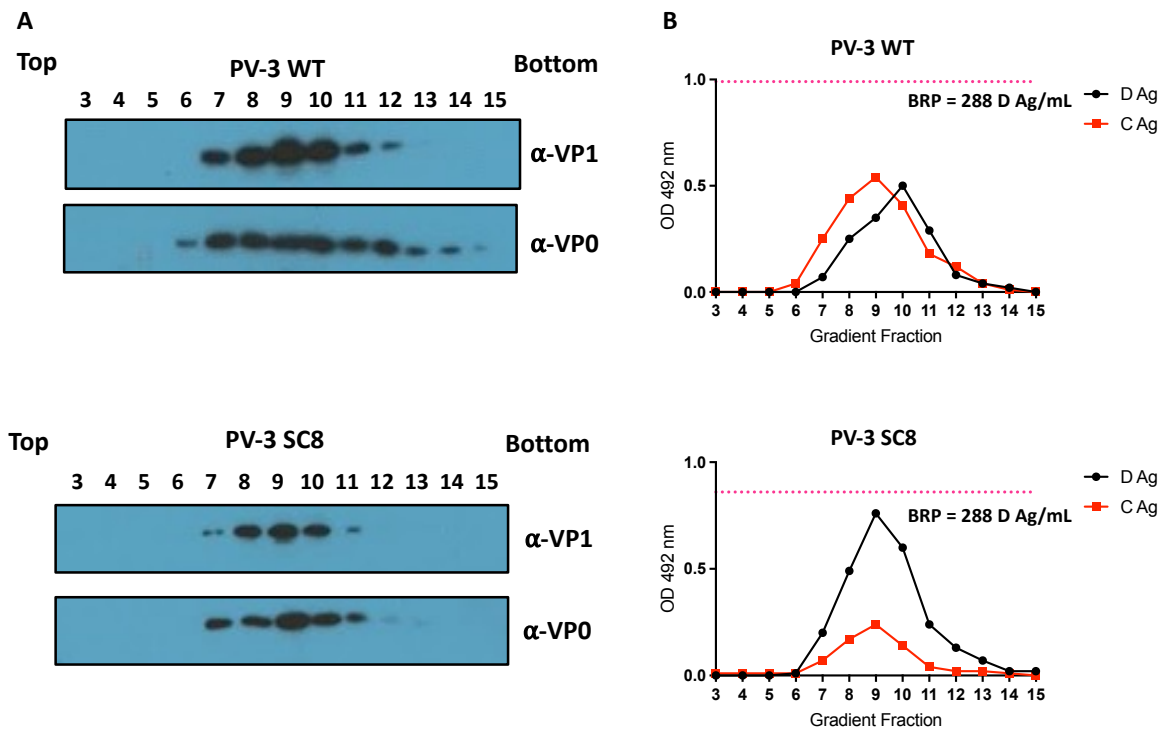 A
Top PV-3 WT Bottom
3 4 5 6 7 8 9 10 11 12 13 14 15
α-VP1
α-VP0
B
PV-3 WT
1.0
0.5
0.0
OD 492 nm
BRP = 288 D Ag/mL
D Ag
C Ag
3 4 5 6 7 8 9 10 11 12 13 14 15
Gradient Fraction
Top PV-3 SC8 Bottom
3 4 5 6 7 8 9 10 11 12 13 14 15
α-VP1
α-VP0
PV-3 SC8
1.0
0.5
0.0
OD 492 nm
BRP = 288 D Ag/mL
D Ag
C Ag
3 4 5 6 7 8 9 10 11 12 13 14 15
Gradient Fraction